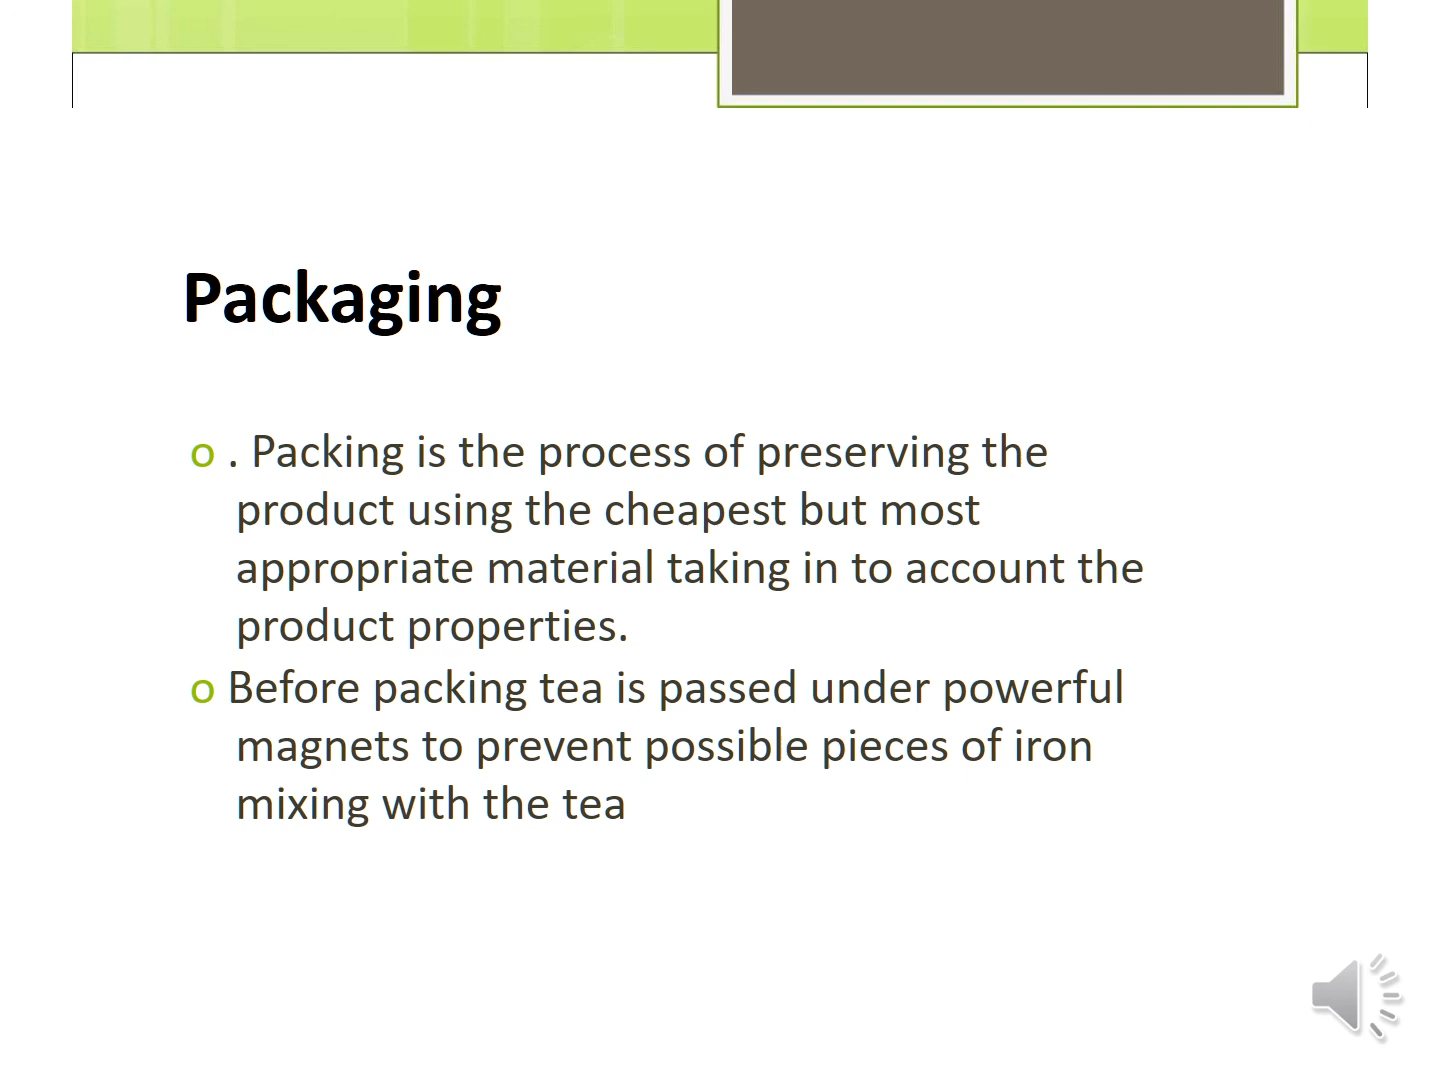 Packaging
o . Packing is the process of preserving the
product using the cheapest but most
appropriate material taking in to account the
product properties.
o Before packing tea is passed under powerful
magnets to prevent possible pieces of iron
mixing with the tea